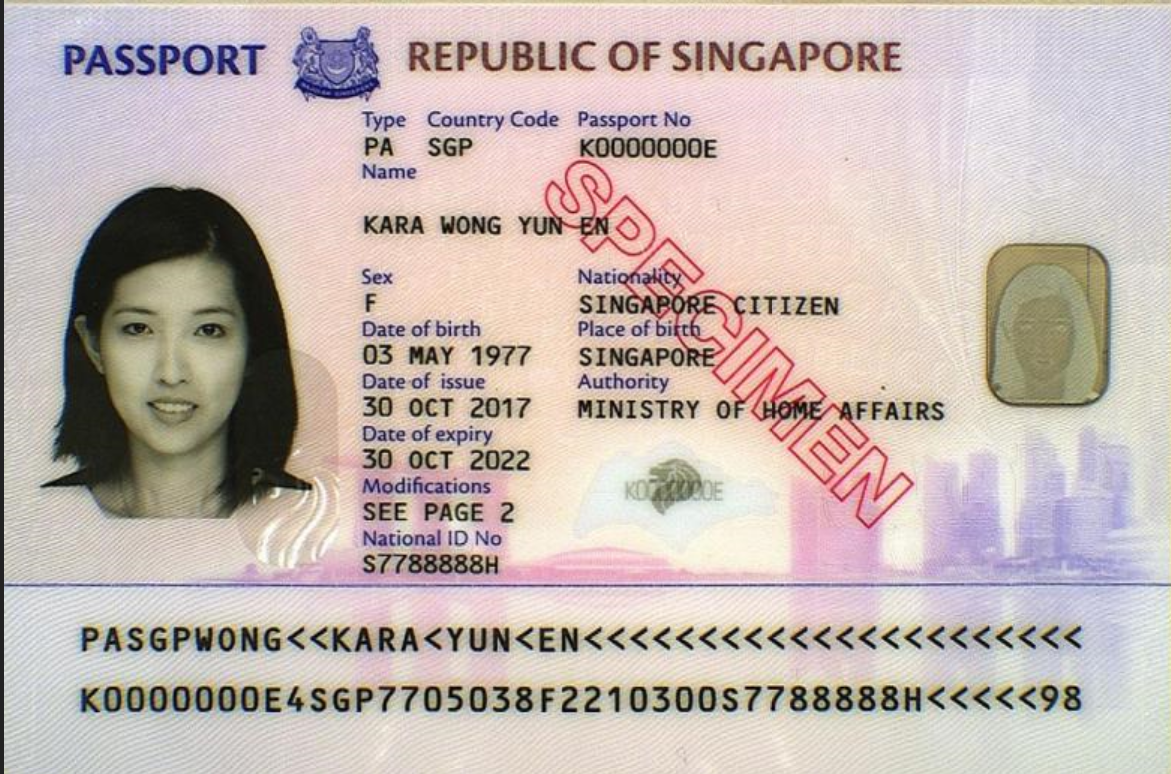 PASSPORT REPUBLIC OF SINGAPORE
Type Country Code Passport No
PA SGP K0000000E
Name
KARA WONG YUN EN
Sex Nationality
F SINGAPORE CITIZEN
Date of birth Place of birth
03 MAY 1977 SINGAPORE
Date of issue Authority
30 OCT 2017 MINISTRY OF HOME AFFAIRS
Date of expiry
30 OCT 2022
Modifications
SEE PAGE 2
National ID No
S7788888H
SPECIMEN
PASGPWONG<<KARA<YUN<EN<<<<<<<<<<<<<<<<<<<<<<
K0000000E4SGP7705038F2210300S7788888H<<<<<98